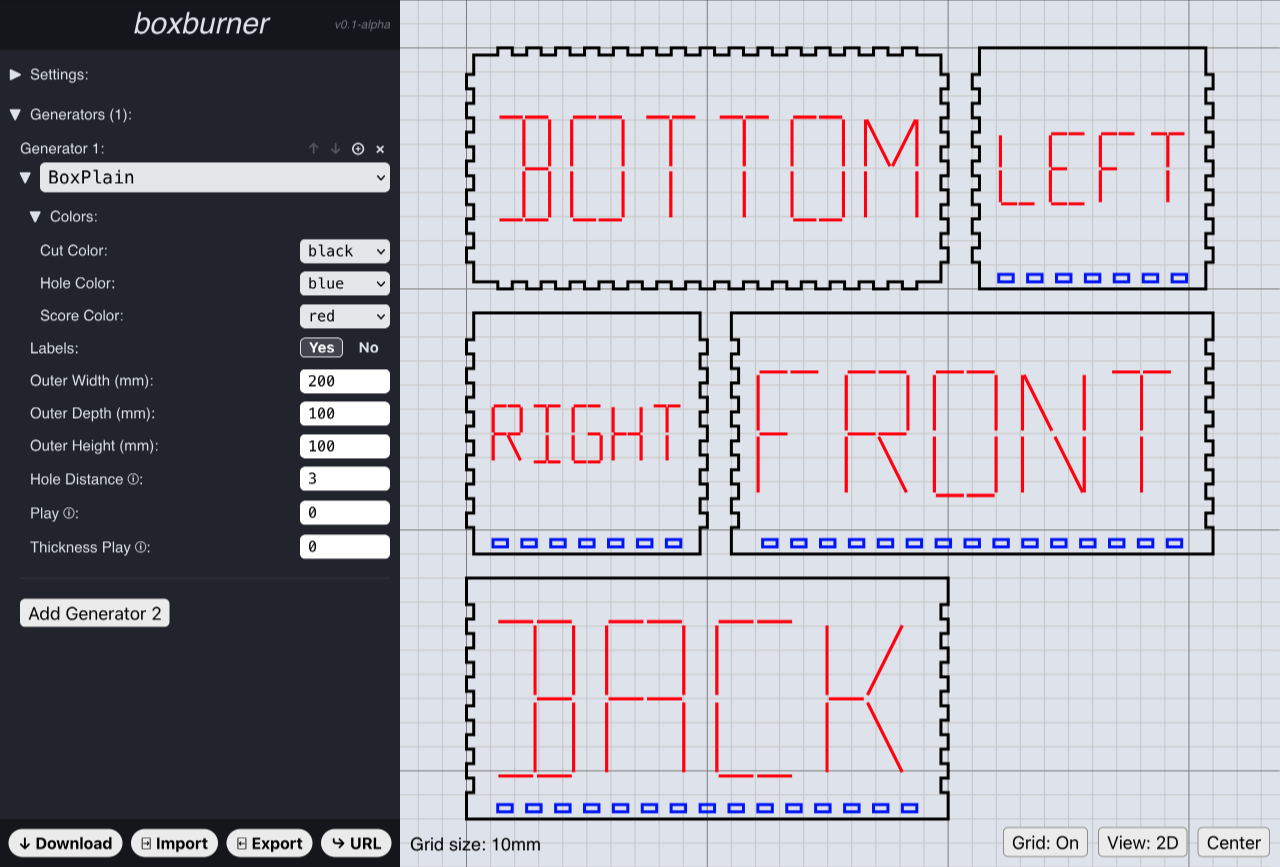 boxburner
v0.1-alpha
Settings:
Generators (1):
Generator 1:
BoxPlain
Colors:
Cut Color: black
Hole Color: blue
Score Color: red
Labels: Yes No
Outer Width (mm): 200
Outer Depth (mm): 100
Outer Height (mm): 100
Hole Distance ⓘ: 3
Play ⓘ: 0
Thickness Play ⓘ: 0
Add Generator 2
Download Import Export URL
BOTTOM
LEFT
RIGHT
FRONT
BACK
Grid size: 10mm
Grid: On View: 2D Center